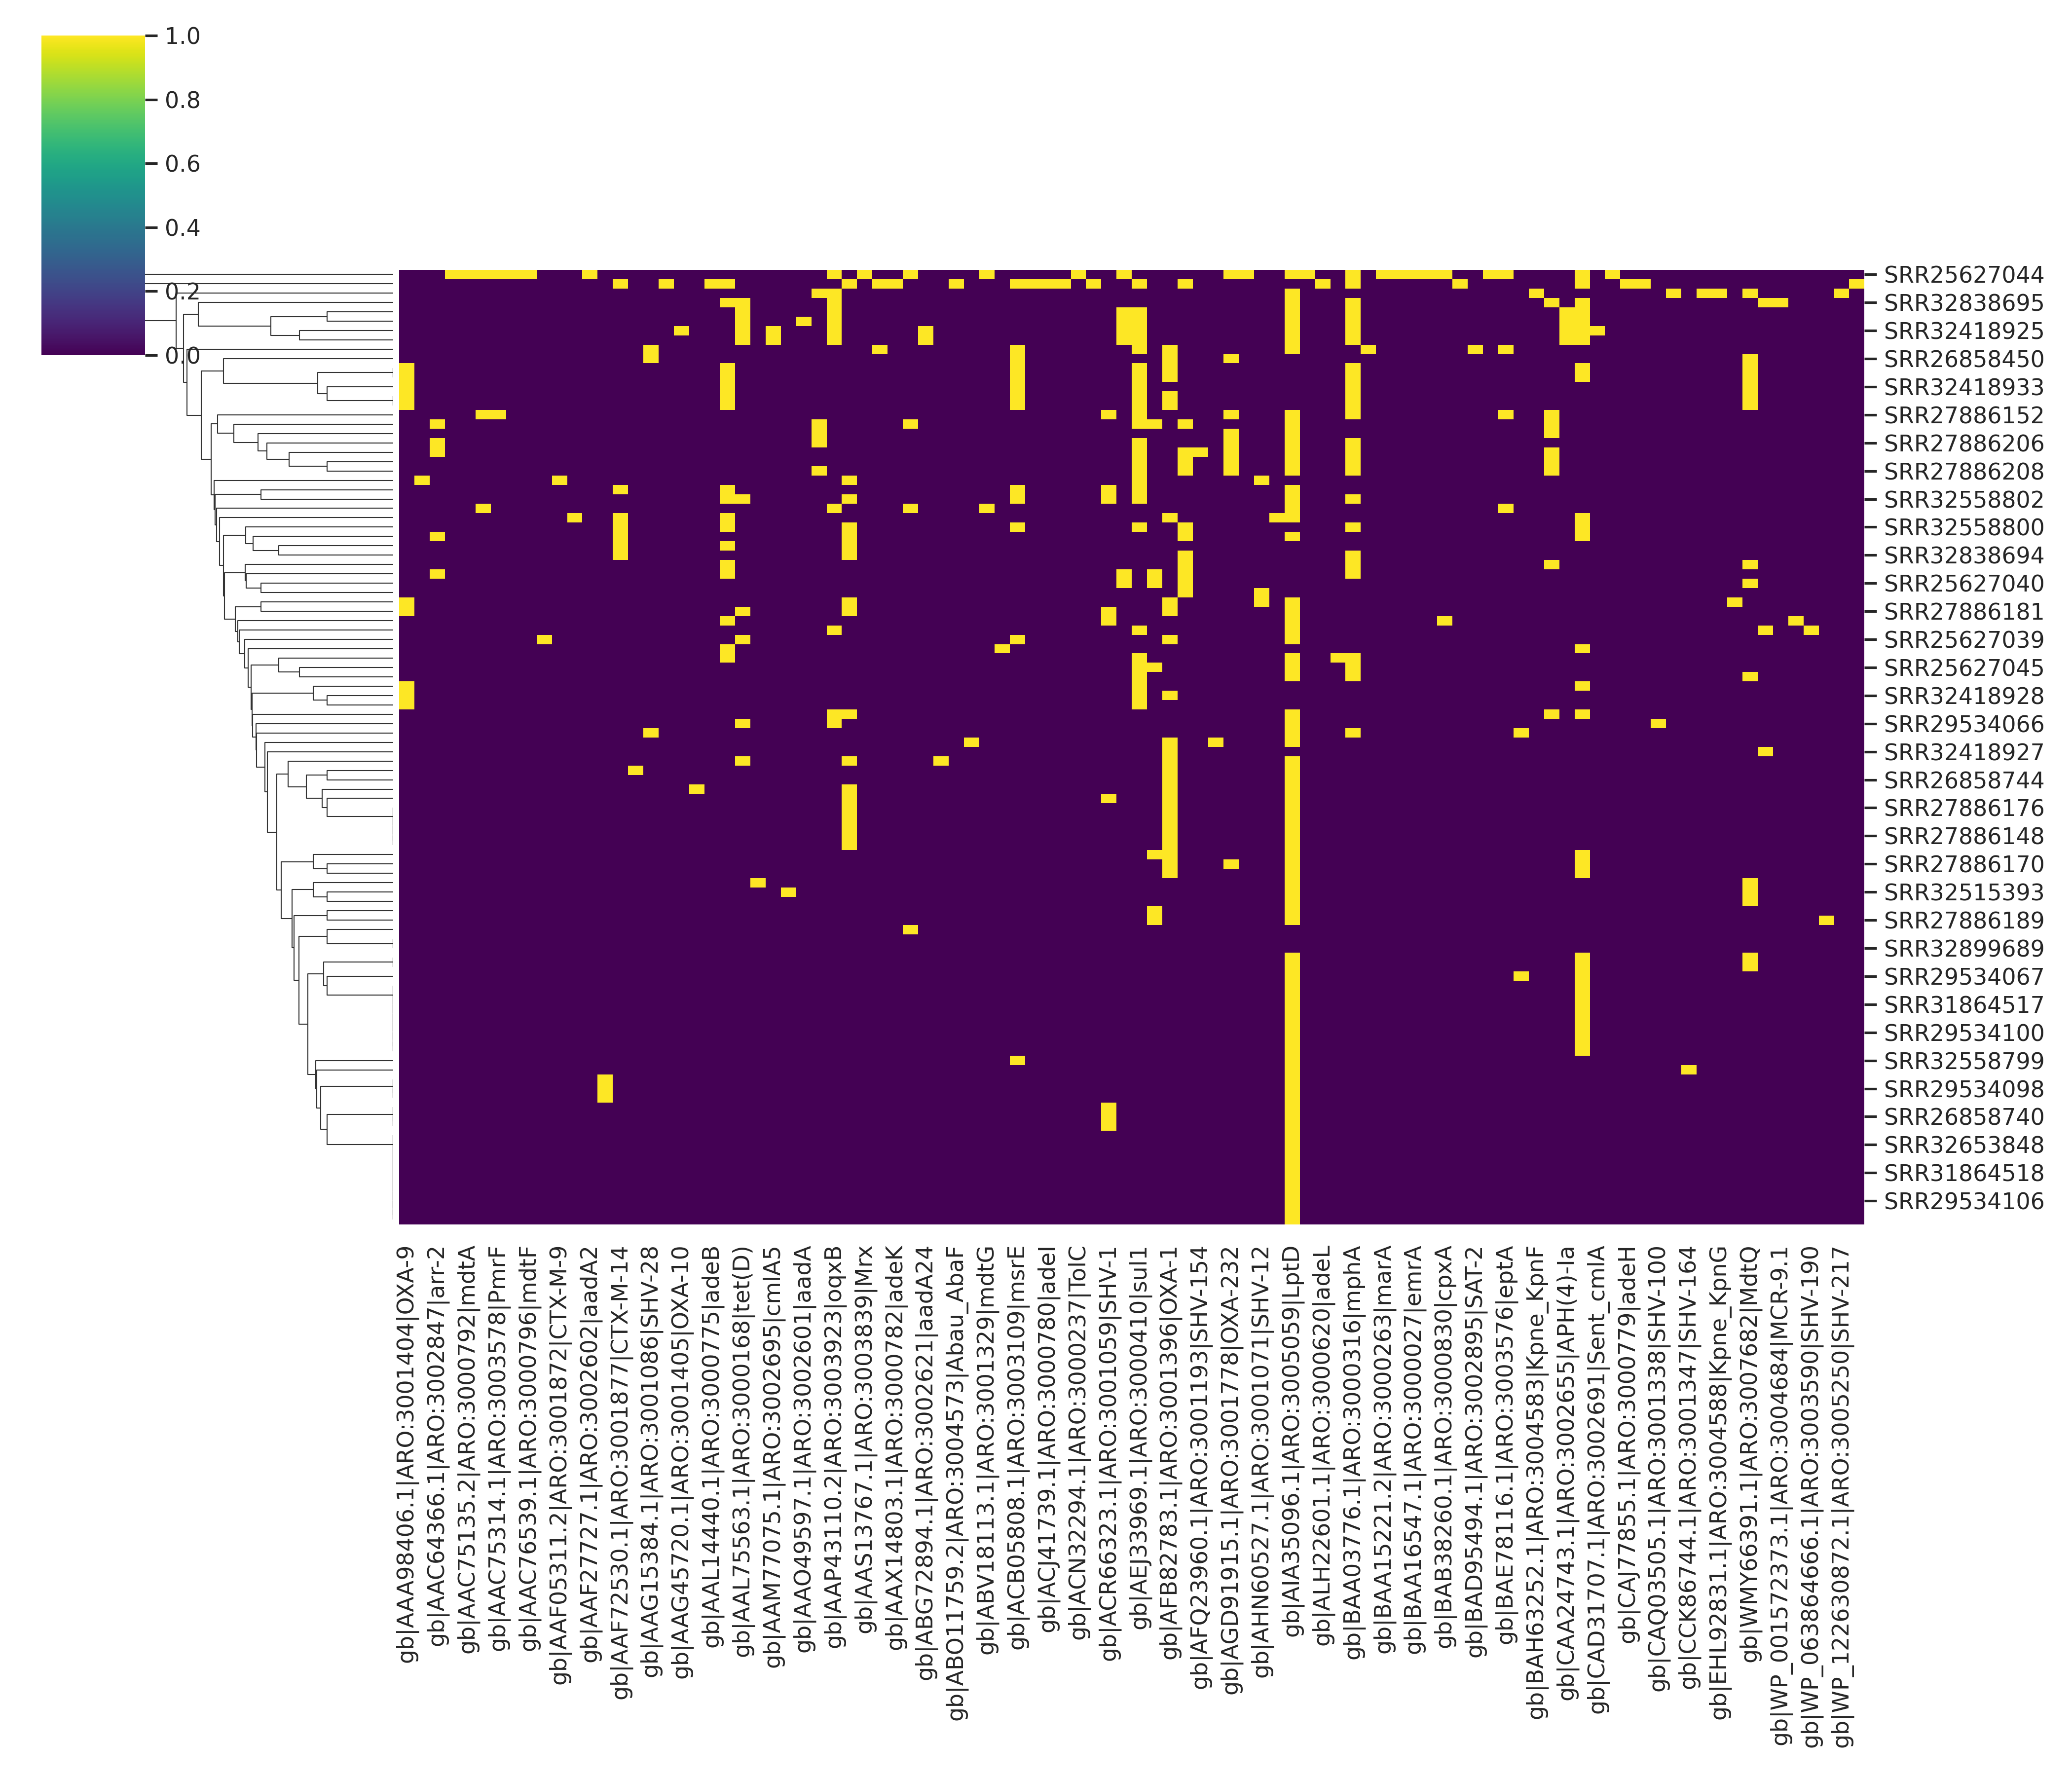 1.0
0.8
0.6
0.4
0.2
0.0
SRR25627044
SRR32838695
SRR32418925
SRR26858450
SRR32418933
SRR27886152
SRR27886206
SRR27886208
SRR32558802
SRR32558800
SRR32838694
SRR25627040
SRR27886181
SRR25627039
SRR25627045
SRR32418928
SRR29534066
SRR32418927
SRR26858744
SRR27886176
SRR27886148
SRR27886170
SRR32515393
SRR27886189
SRR32899689
SRR29534067
SRR31864517
SRR29534100
SRR32558799
SRR29534098
SRR26858740
SRR32653848
SRR31864518
SRR29534106
gb|AAA98406.1|ARO:3001404|OXA-9
gb|AAC64366.1|ARO:3002847|arr-2
gb|AAC75135.2|ARO:3000792|mdtA
gb|AAC75314.1|ARO:3003578|PmrF
gb|AAC76539.1|ARO:3000796|mdtF
gb|AAF05311.2|ARO:3001872|CTX-M-9
gb|AAF27727.1|ARO:3002602|aadA2
gb|AAF72530.1|ARO:3001877|CTX-M-14
gb|AAG15384.1|ARO:3001086|SHV-28
gb|AAG45720.1|ARO:3001405|OXA-10
gb|AAL14440.1|ARO:3000775|adeB
gb|AAL75563.1|ARO:3000168|tet(D)
gb|AAM77075.1|ARO:3002695|cmlA5
gb|AAO49597.1|ARO:3002601|aadA
gb|AAP43110.2|ARO:3003923|oqxB
gb|AAS13767.1|ARO:3003839|Mrx
gb|AAX14803.1|ARO:3000782|adeK
gb|ABG72894.1|ARO:3002621|aadA24
gb|ABO11759.2|ARO:3004573|Abau_AbaF
gb|ABV18113.1|ARO:3001329|mdtG
gb|ACB05808.1|ARO:3003109|msrE
gb|ACJ41739.1|ARO:3000780|adeI
gb|ACN32294.1|ARO:3000237|TolC
gb|ACR66323.1|ARO:3001059|SHV-1
gb|AEJ33969.1|ARO:3000410|sul1
gb|AFB82783.1|ARO:3001396|OXA-1
gb|AFQ23960.1|ARO:3001193|SHV-154
gb|AGD91915.1|ARO:3001778|OXA-232
gb|AHN60527.1|ARO:3001071|SHV-12
gb|AIA35096.1|ARO:3005059|LptD
gb|ALH22601.1|ARO:3000620|adeL
gb|BAA03776.1|ARO:3000316|mphA
gb|BAA15221.2|ARO:3000263|marA
gb|BAA16547.1|ARO:3000027|emrA
gb|BAB38260.1|ARO:3000830|cpxA
gb|BAD95494.1|ARO:3002895|SAT-2
gb|BAE78116.1|ARO:3003576|eptA
gb|BAH63252.1|ARO:3004583|Kpne_KpnF
gb|CAA24743.1|ARO:3002655|APH(4)-Ia
gb|CAD31707.1|ARO:3002691|Sent_cmlA
gb|CAJ77855.1|ARO:3000779|adeH
gb|CAQ03505.1|ARO:3001338|SHV-100
gb|CCK86744.1|ARO:3001347|SHV-164
gb|EHL92831.1|ARO:3004588|Kpne_KpnG
gb|WMY66391.1|ARO:3007682|MdtQ
gb|WP_001572373.1|ARO:3004684|MCR-9.1
gb|WP_063864666.1|ARO:3003590|SHV-190
gb|WP_122630872.1|ARO:3005250|SHV-217